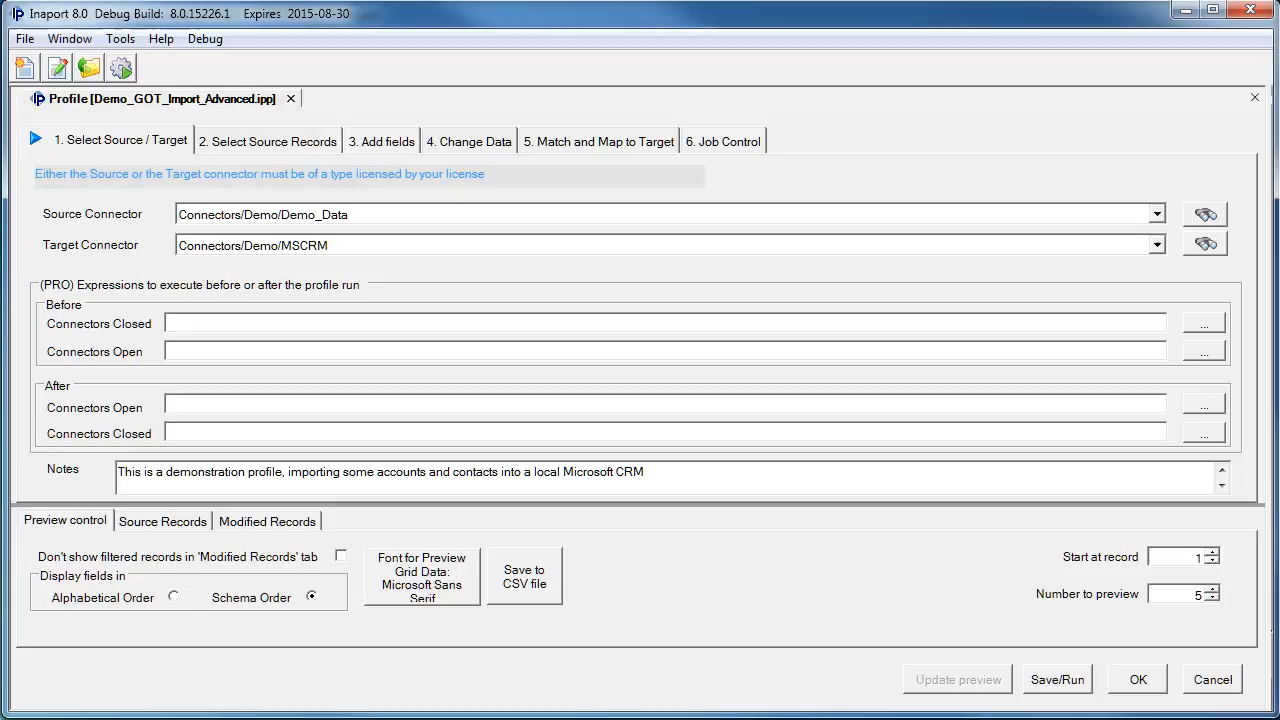 Inaport 8.0 Debug Build: 8.0.15226.1 Expires 2015-08-30
File Window Tools Help Debug
Profile [Demo_GOT_Import_Advanced.ipp]
1. Select Source / Target 2. Select Source Records 3. Add fields 4. Change Data 5. Match and Map to Target 6. Job Control
Either the Source or the Target connector must be of a type licensed by your license
Source Connector Connectors/Demo/Demo_Data
Target Connector Connectors/Demo/MSCRM
(PRO) Expressions to execute before or after the profile run
Before
Connectors Closed ...
Connectors Open ...
After
Connectors Open ...
Connectors Closed ...
Notes This is a demonstration profile, importing some accounts and contacts into a local Microsoft CRM
Preview control Source Records Modified Records
Don't show filtered records in 'Modified Records' tab
Display fields in
Alphabetical Order Schema Order
Font for Preview
Grid Data:
Microsoft Sans
Serif
Save to
CSV file
Start at record 1
Number to preview 5
Update preview Save/Run OK Cancel